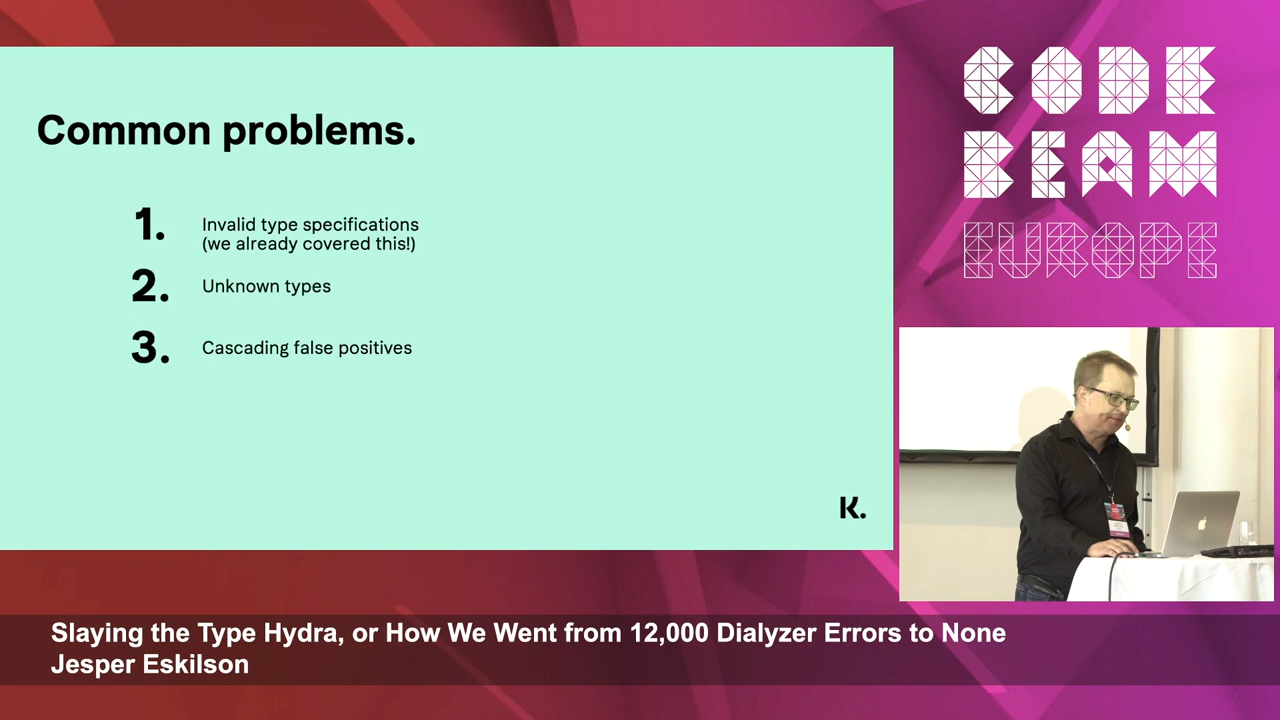 Common problems.
1. Invalid type specifications
(we already covered this!)
2. Unknown types
3. Cascading false positives
K.
CODE
BEAM
EUROPE
Slaying the Type Hydra, or How We Went from 12,000 Dialyzer Errors to None
Jesper Eskilson